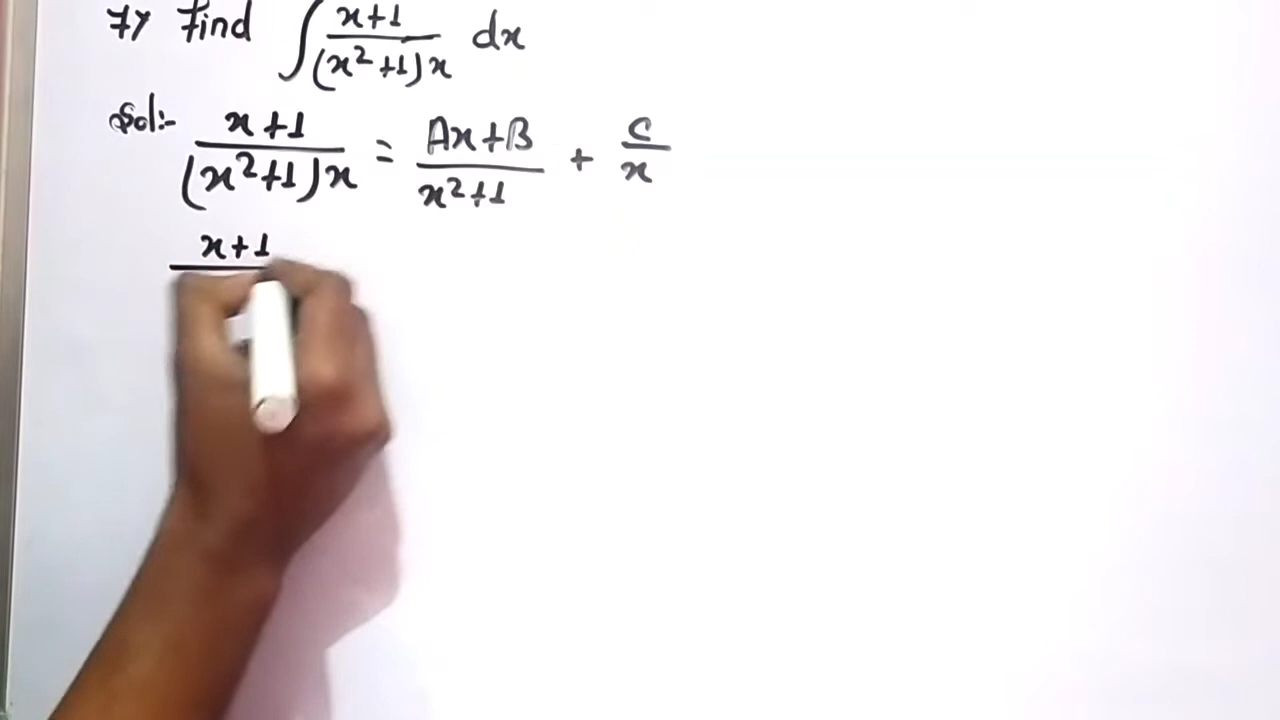 7) Find ∫ x+1/(x²+1)x dx
Sol:- x+1/(x²+1)x = Ax+B/x²+1 + C/x
x+1